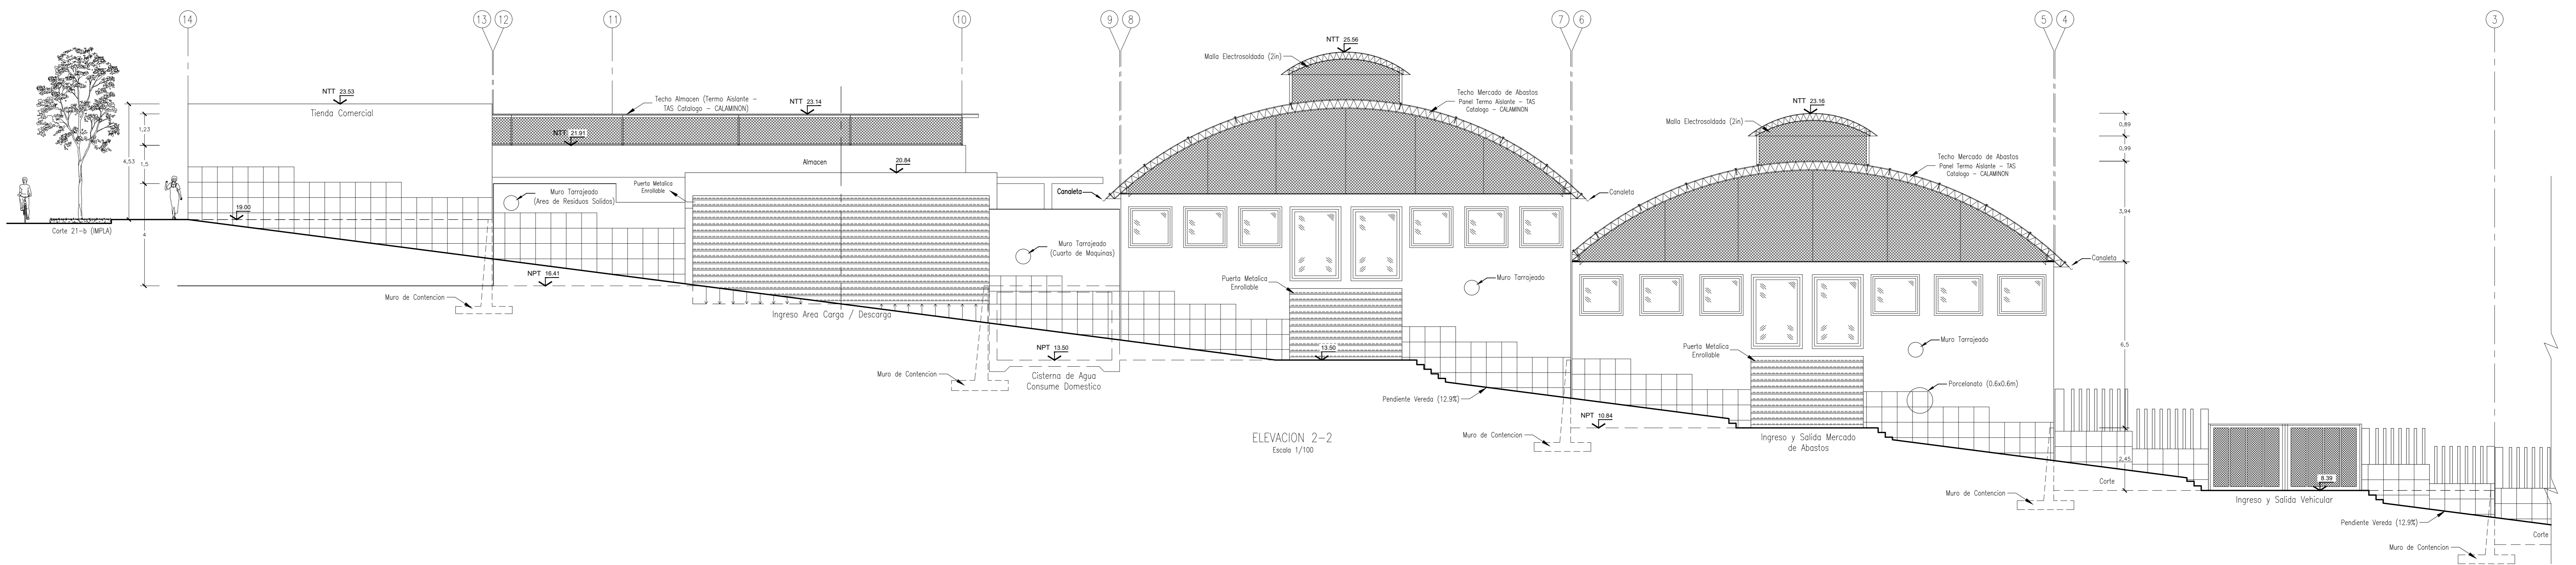 14
13
12
11
10
9
8
7
6
5
4
3
NTT 25.56
Malla Electrosoldada (2in)
NTT 23.53
Tienda Comercial
Techo Almacen (Termo Aislante -
TAS Catalogo - CALAMINON)
NTT 23.14
Techo Mercado de Abastos
Panel Termo Aislante - TAS
Catalogo - CALAMINON
NTT 23.16
Malla Electrosoldada (2in)
0,89
0,99
1,23
NTT 21.91
4,53
1,5
Almacen
20.84
Techo Mercado de Abastos
Panel Termo Aislante - TAS
Catalogo - CALAMINON
Puerta Metalica
Enrollable
Muro Tarrajeado
(Area de Residuos Solidos)
Canaleta
Canaleta
19.00
3,94
Corte 21-b (IMPLA)
4
Muro Tarrajeado
(Cuarto de Maquinas)
Canaleta
NPT 16.41
Puerta Metalica
Enrollable
Muro Tarrajeado
Muro de Contencion
Ingreso Area Carga / Descarga
Muro Tarrajeado
Puerta Metalica
Enrollable
6,5
NPT 13.50
13.50
Cisterna de Agua
Consume Domestico
Muro de Contencion
Porcelanato (0.6x0.6m)
Pendiente Vereda (12.9%)
NPT 10.84
ELEVACION 2-2
Escala 1/100
Muro de Contencion
Ingreso y Salida Mercado
de Abastos
2,45
8.39
Corte
Muro de Contencion
Ingreso y Salida Vehicular
Pendiente Vereda (12.9%)
Corte
Muro de Contencion